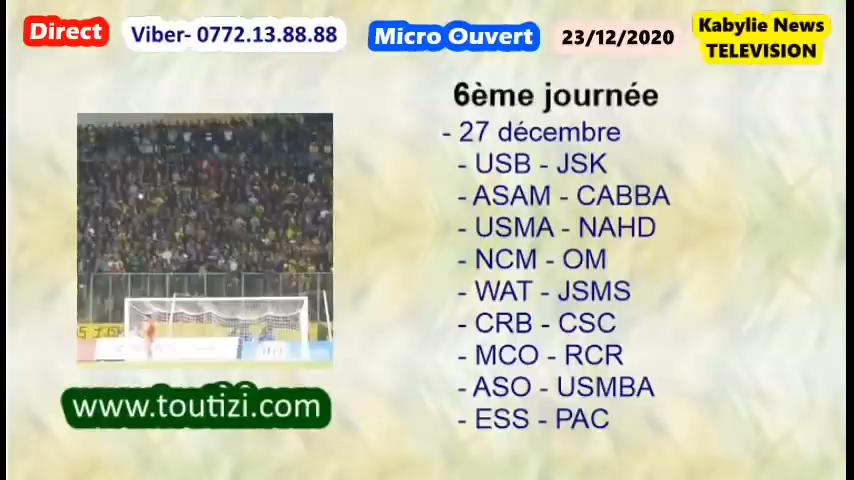 Direct
Viber- 0772.13.88.88
Micro Ouvert
23/12/2020
Kabylie News
TELEVISION
6ème journée
- 27 décembre
- USB - JSK
- ASAM - CABBA
- USMA - NAHD
- NCM - OM
- WAT - JSMS
- CRB - CSC
- MCO - RCR
- ASO - USMBA
- ESS - PAC
www.toutizi.com